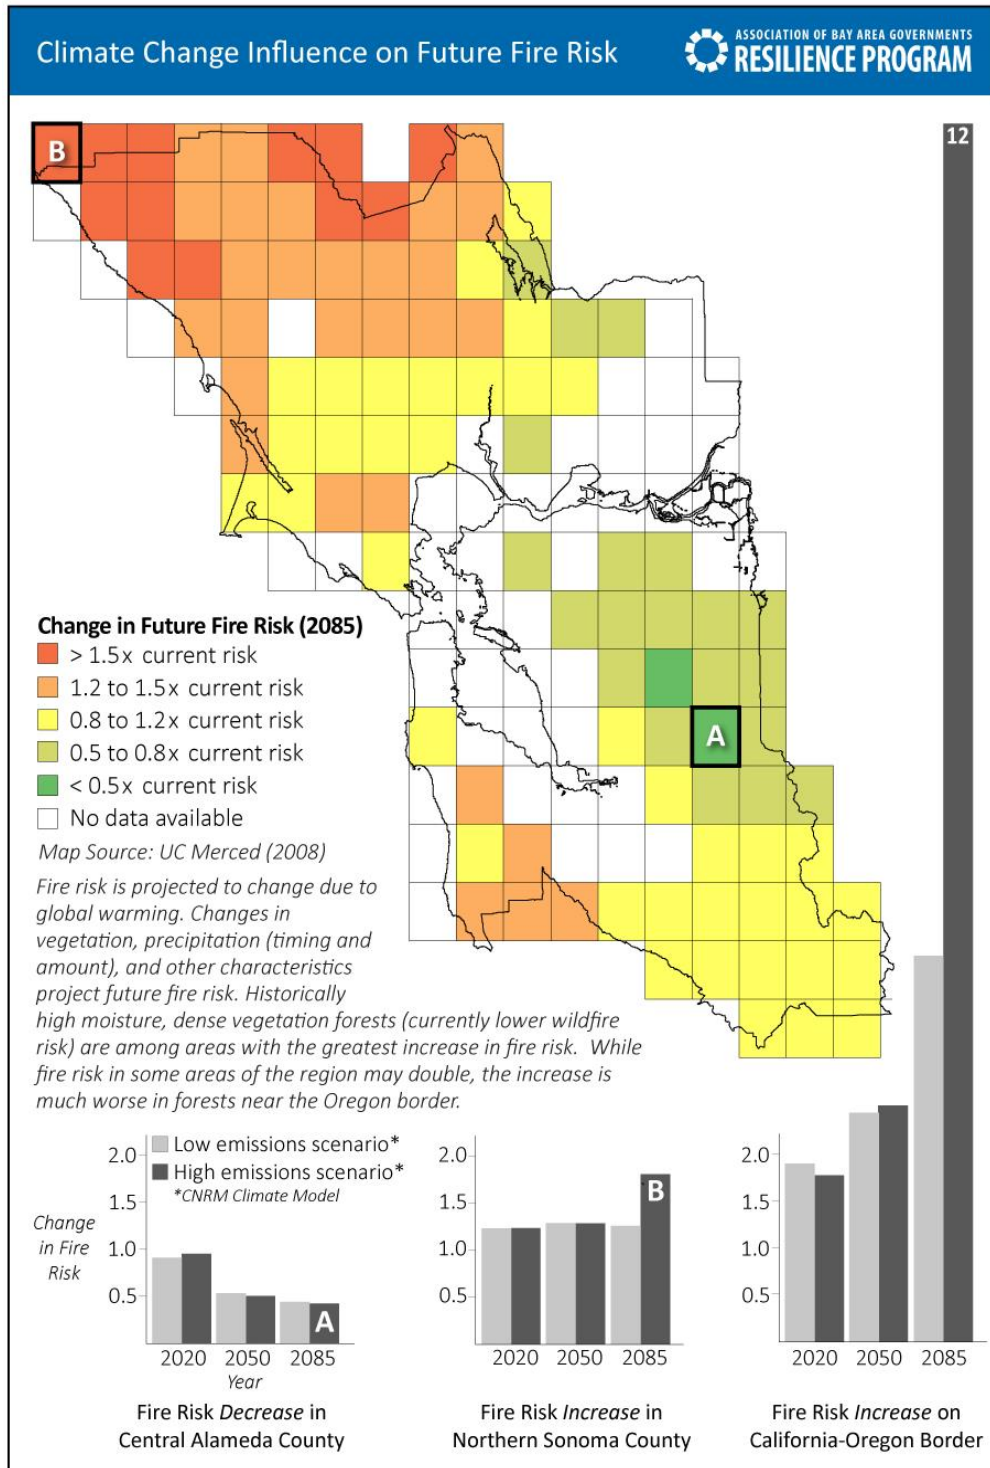 Climate Change Influence on Future Fire Risk
ASSOCIATION OF BAY AREA GOVERNMENTS
RESILIENCE PROGRAM
B
12
A
Change in Future Fire Risk (2085)
> 1.5x current risk
1.2 to 1.5x current risk
0.8 to 1.2x current risk
0.5 to 0.8x current risk
< 0.5x current risk
No data available
Map Source: UC Merced (2008)
Fire risk is projected to change due to
global warming. Changes in
vegetation, precipitation (timing and
amount), and other characteristics
project future fire risk. Historically
high moisture, dense vegetation forests (currently lower wildfire
risk) are among areas with the greatest increase in fire risk. While
fire risk in some areas of the region may double, the increase is
much worse in forests near the Oregon border.
Low emissions scenario*
High emissions scenario*
*CNRM Climate Model
Change
in Fire
Risk
2.0
1.5
1.0
0.5
A
2020 2050 2085
Year
Fire Risk Decrease in
Central Alameda County
2.0
1.5
1.0
0.5
B
2020 2050 2085
Fire Risk Increase in
Northern Sonoma County
2.0
1.5
1.0
0.5
2020 2050 2085
Fire Risk Increase on
California-Oregon Border